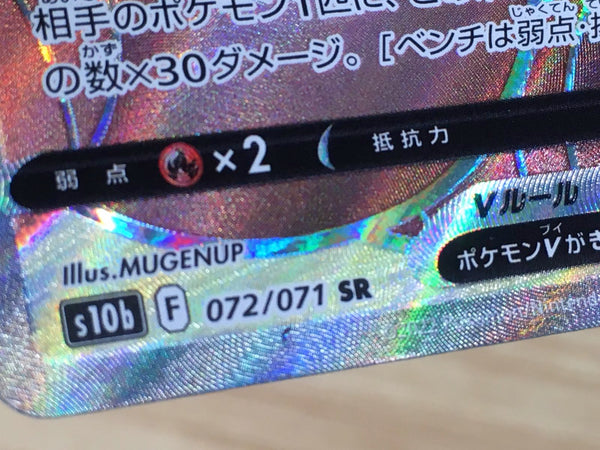 相手のポケモン1匹に、
の数×30ダメージ。[ベンチは弱点・
弱点 ×2 抵抗力
Vルール
ポケモンVがき
Illus.MUGENUP
s10b F 072/071 SR